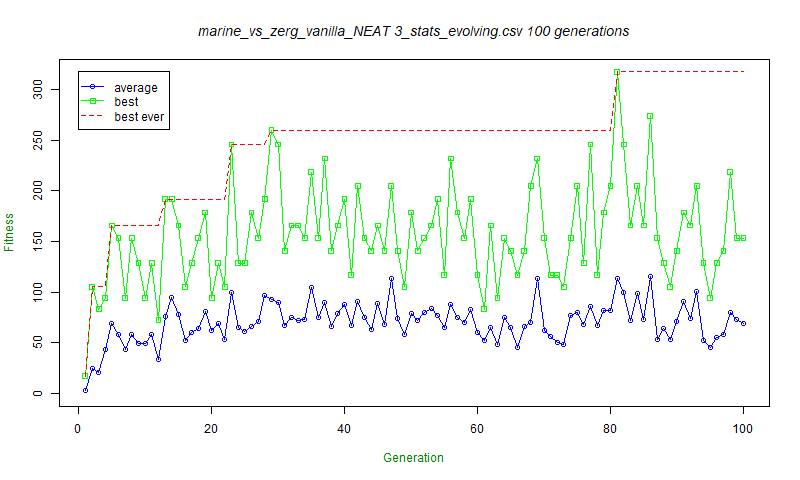 marine_vs_zerg_vanilla_NEAT 3_stats_evolving.csv 100 generations
average
best
best ever
Fitness
300
250
200
150
100
50
0
0 20 40 60 80 100
Generation